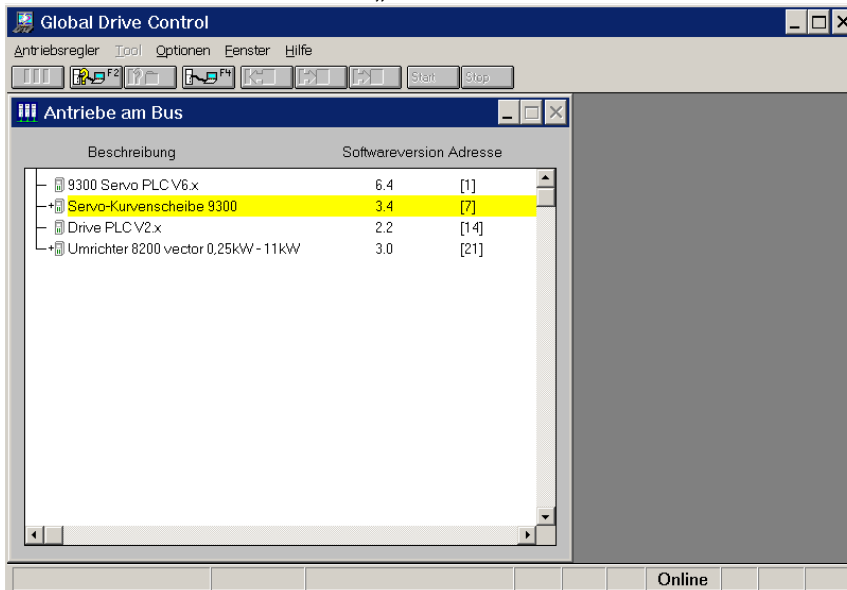 „
Global Drive Control
Antriebsregler Tool Optionen Fenster Hilfe
F2 F4 Start Stop
Antriebe am Bus
Beschreibung Softwareversion Adresse
9300 Servo PLC V6.x 6.4 [1]
Servo-Kurvenscheibe 9300 3.4 [7]
Drive PLC V2.x 2.2 [14]
Umrichter 8200 vector 0,25kW - 11kW 3.0 [21]
Online